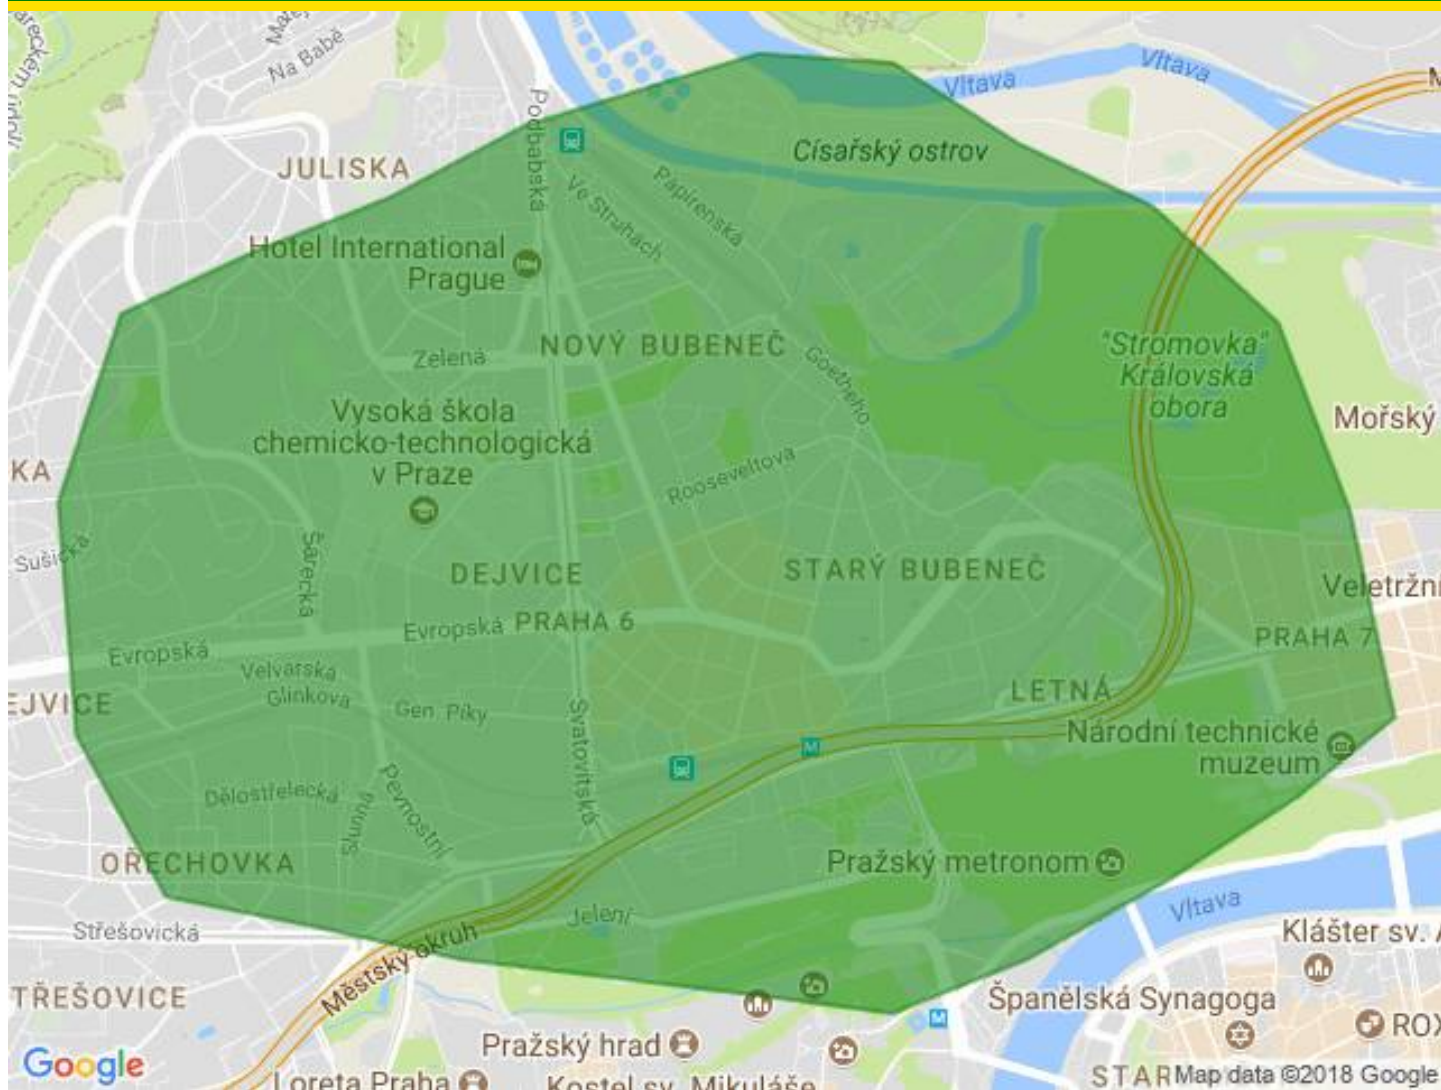 Na Babě
Vltava
Vltava
Podbabská
JULISKA
Císařský ostrov
Papírenská
Ve Struhách
Hotel International
Prague
NOVÝ BUBENEČ
Zelená
Goetheho
"Stromovka"
Královská
obora
Vysoká škola
chemicko-technologická
v Praze
Mořský
KA
Rooseveltova
Sušická
Šárecká
DEJVICE
STARÝ BUBENEČ
Veletržní
Evropská
PRAHA 6
PRAHA 7
Evropská
Velvarská
Glinkova
EJVICE
Gen. Píky
LETNÁ
Svatovítská
Národní technické
muzeum
M
Dělostřelecká
Slunná
Pevnostní
OŘECHOVKA
Pražský metronom
Jelení
Vltava
Střešovická
Městský okruh
Klášter sv. A
TŘEŠOVICE
Španělská Synagoga
M
ROX
Pražský hrad
Google
Loreta Praha
Kostel sv. Mikuláše
STAR
Map data ©2018 Google